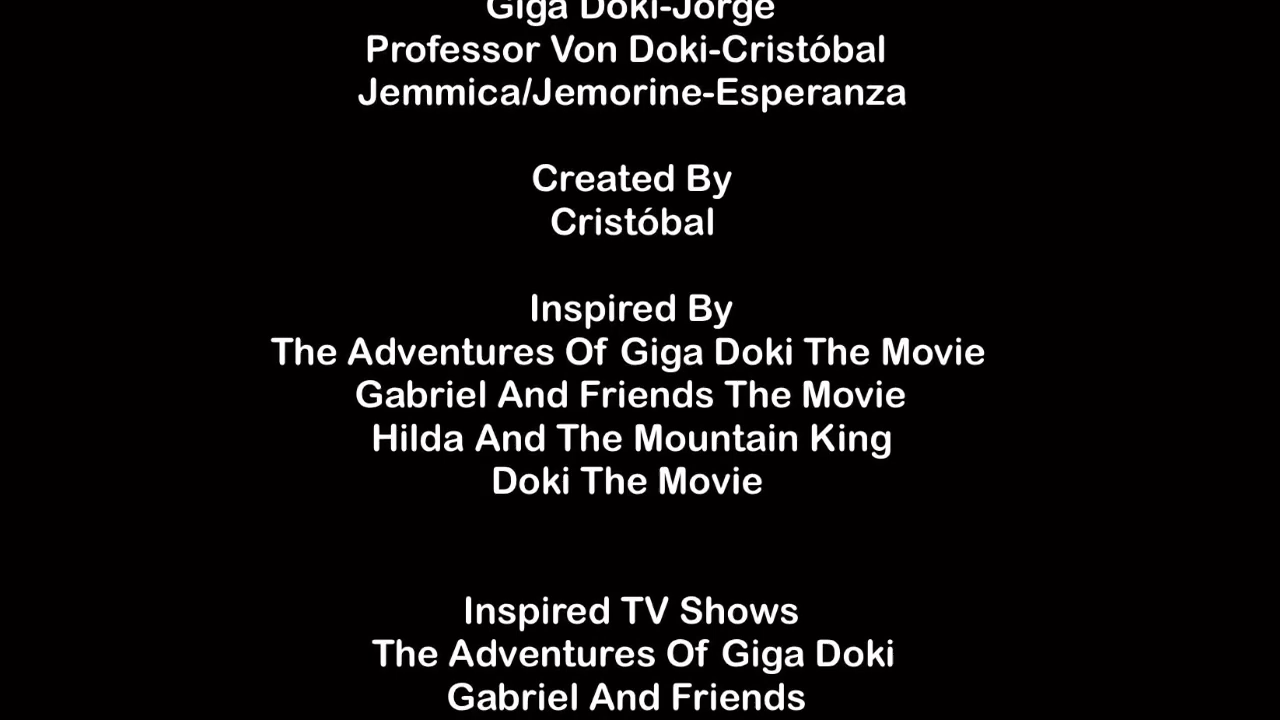 Giga Doki-Jorge
Professor Von Doki-Cristóbal
Jemmica/Jemorine-Esperanza
Created By
Cristóbal
Inspired By
The Adventures Of Giga Doki The Movie
Gabriel And Friends The Movie
Hilda And The Mountain King
Doki The Movie
Inspired TV Shows
The Adventures Of Giga Doki
Gabriel And Friends